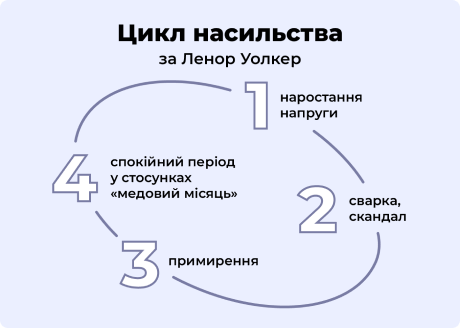 Цикл насильства
за Ленор Уолкер
1
наростання
напруги
2
сварка,
скандал
3
примирення
4
спокійний період
у стосунках
«медовий місяць»